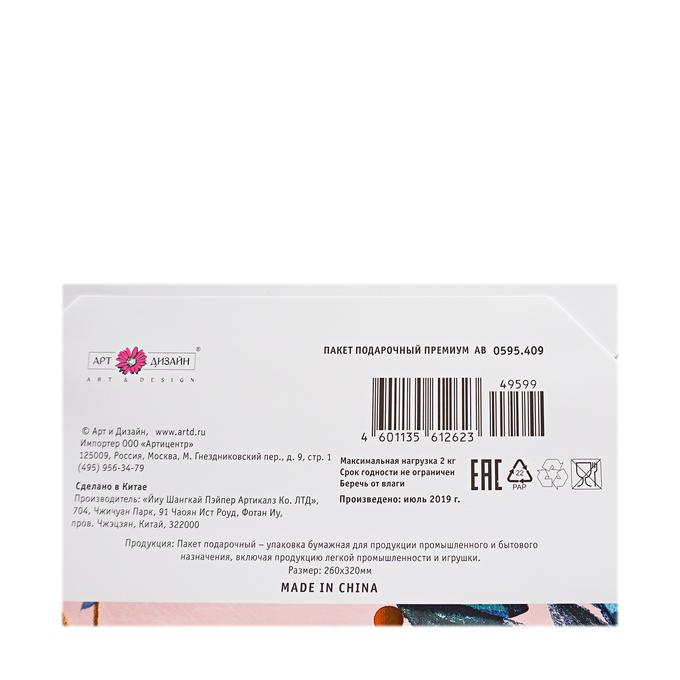 АРТ ДИЗАЙН ®
ART & DESIGN
ПАКЕТ ПОДАРОЧНЫЙ ПРЕМИУМ АВ 0595.409
49599
4 601135 612623
© Арт и Дизайн, www.artd.ru
Импортер ООО «Артицентр»
125009, Россия, Москва, М. Гнездниковский пер., д. 9, стр. 1
(495) 956-34-79
Максимальная нагрузка 2 кг
Срок годности не ограничен
Беречь от влаги
Произведено: июль 2019 г.
EAC
22
PAP
Сделано в Китае
Производитель: «Йиу Шангкай Пэйпер Артикалз Ко. ЛТД»,
704, Чжичуан Парк, 91 Чаоян Ист Роуд, Фотан Иу,
пров. Чжэцзян, Китай, 322000
Продукция: Пакет подарочный – упаковка бумажная для продукции промышленного и бытового
назначения, включая продукцию легкой промышленности и игрушки.
Размер: 260х320мм
MADE IN CHINA